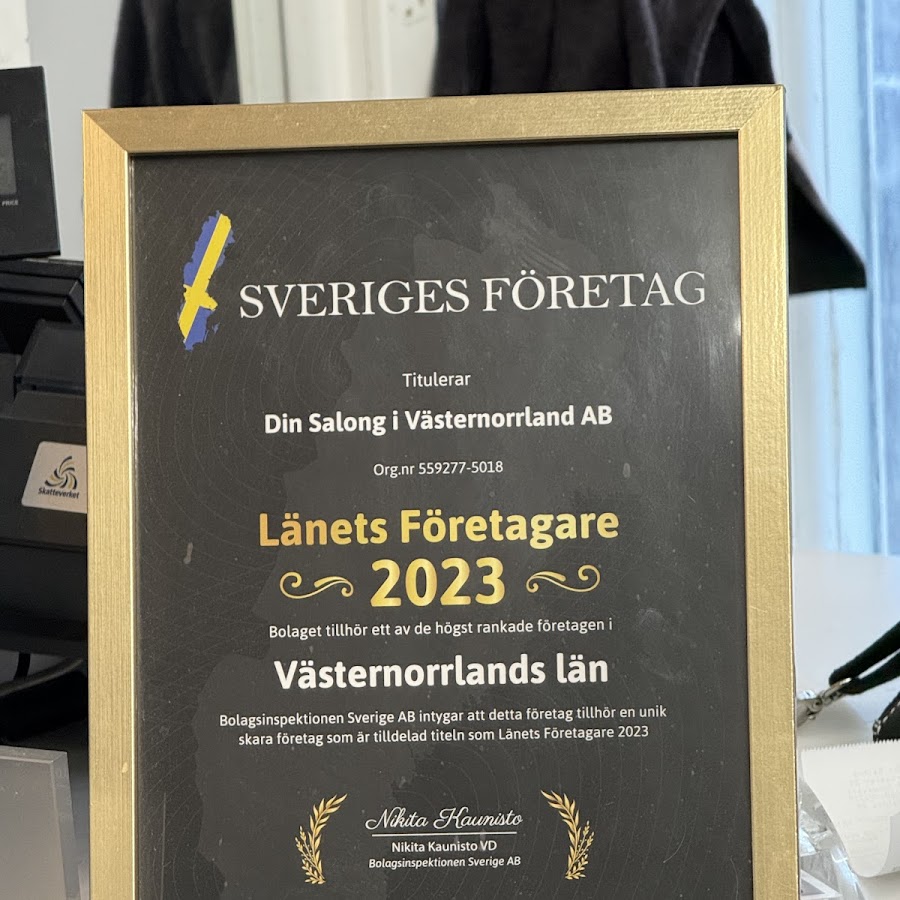 PRICE
SVERIGES FÖRETAG
Titulerar
Din Salong i Västernorrland AB
Org.nr 559277-5018
Skatteverket
Länets Företagare
2023
Bolaget tillhör ett av de högst rankade företagen i
Västernorrlands län
Bolagsinspektionen Sverige AB intygar att detta företag tillhör en unik
skara företag som är tilldelad titeln som Länets Företagare 2023
Nikita Kaunisto
Nikita Kaunisto VD
Bolagsinspektionen Sverige AB